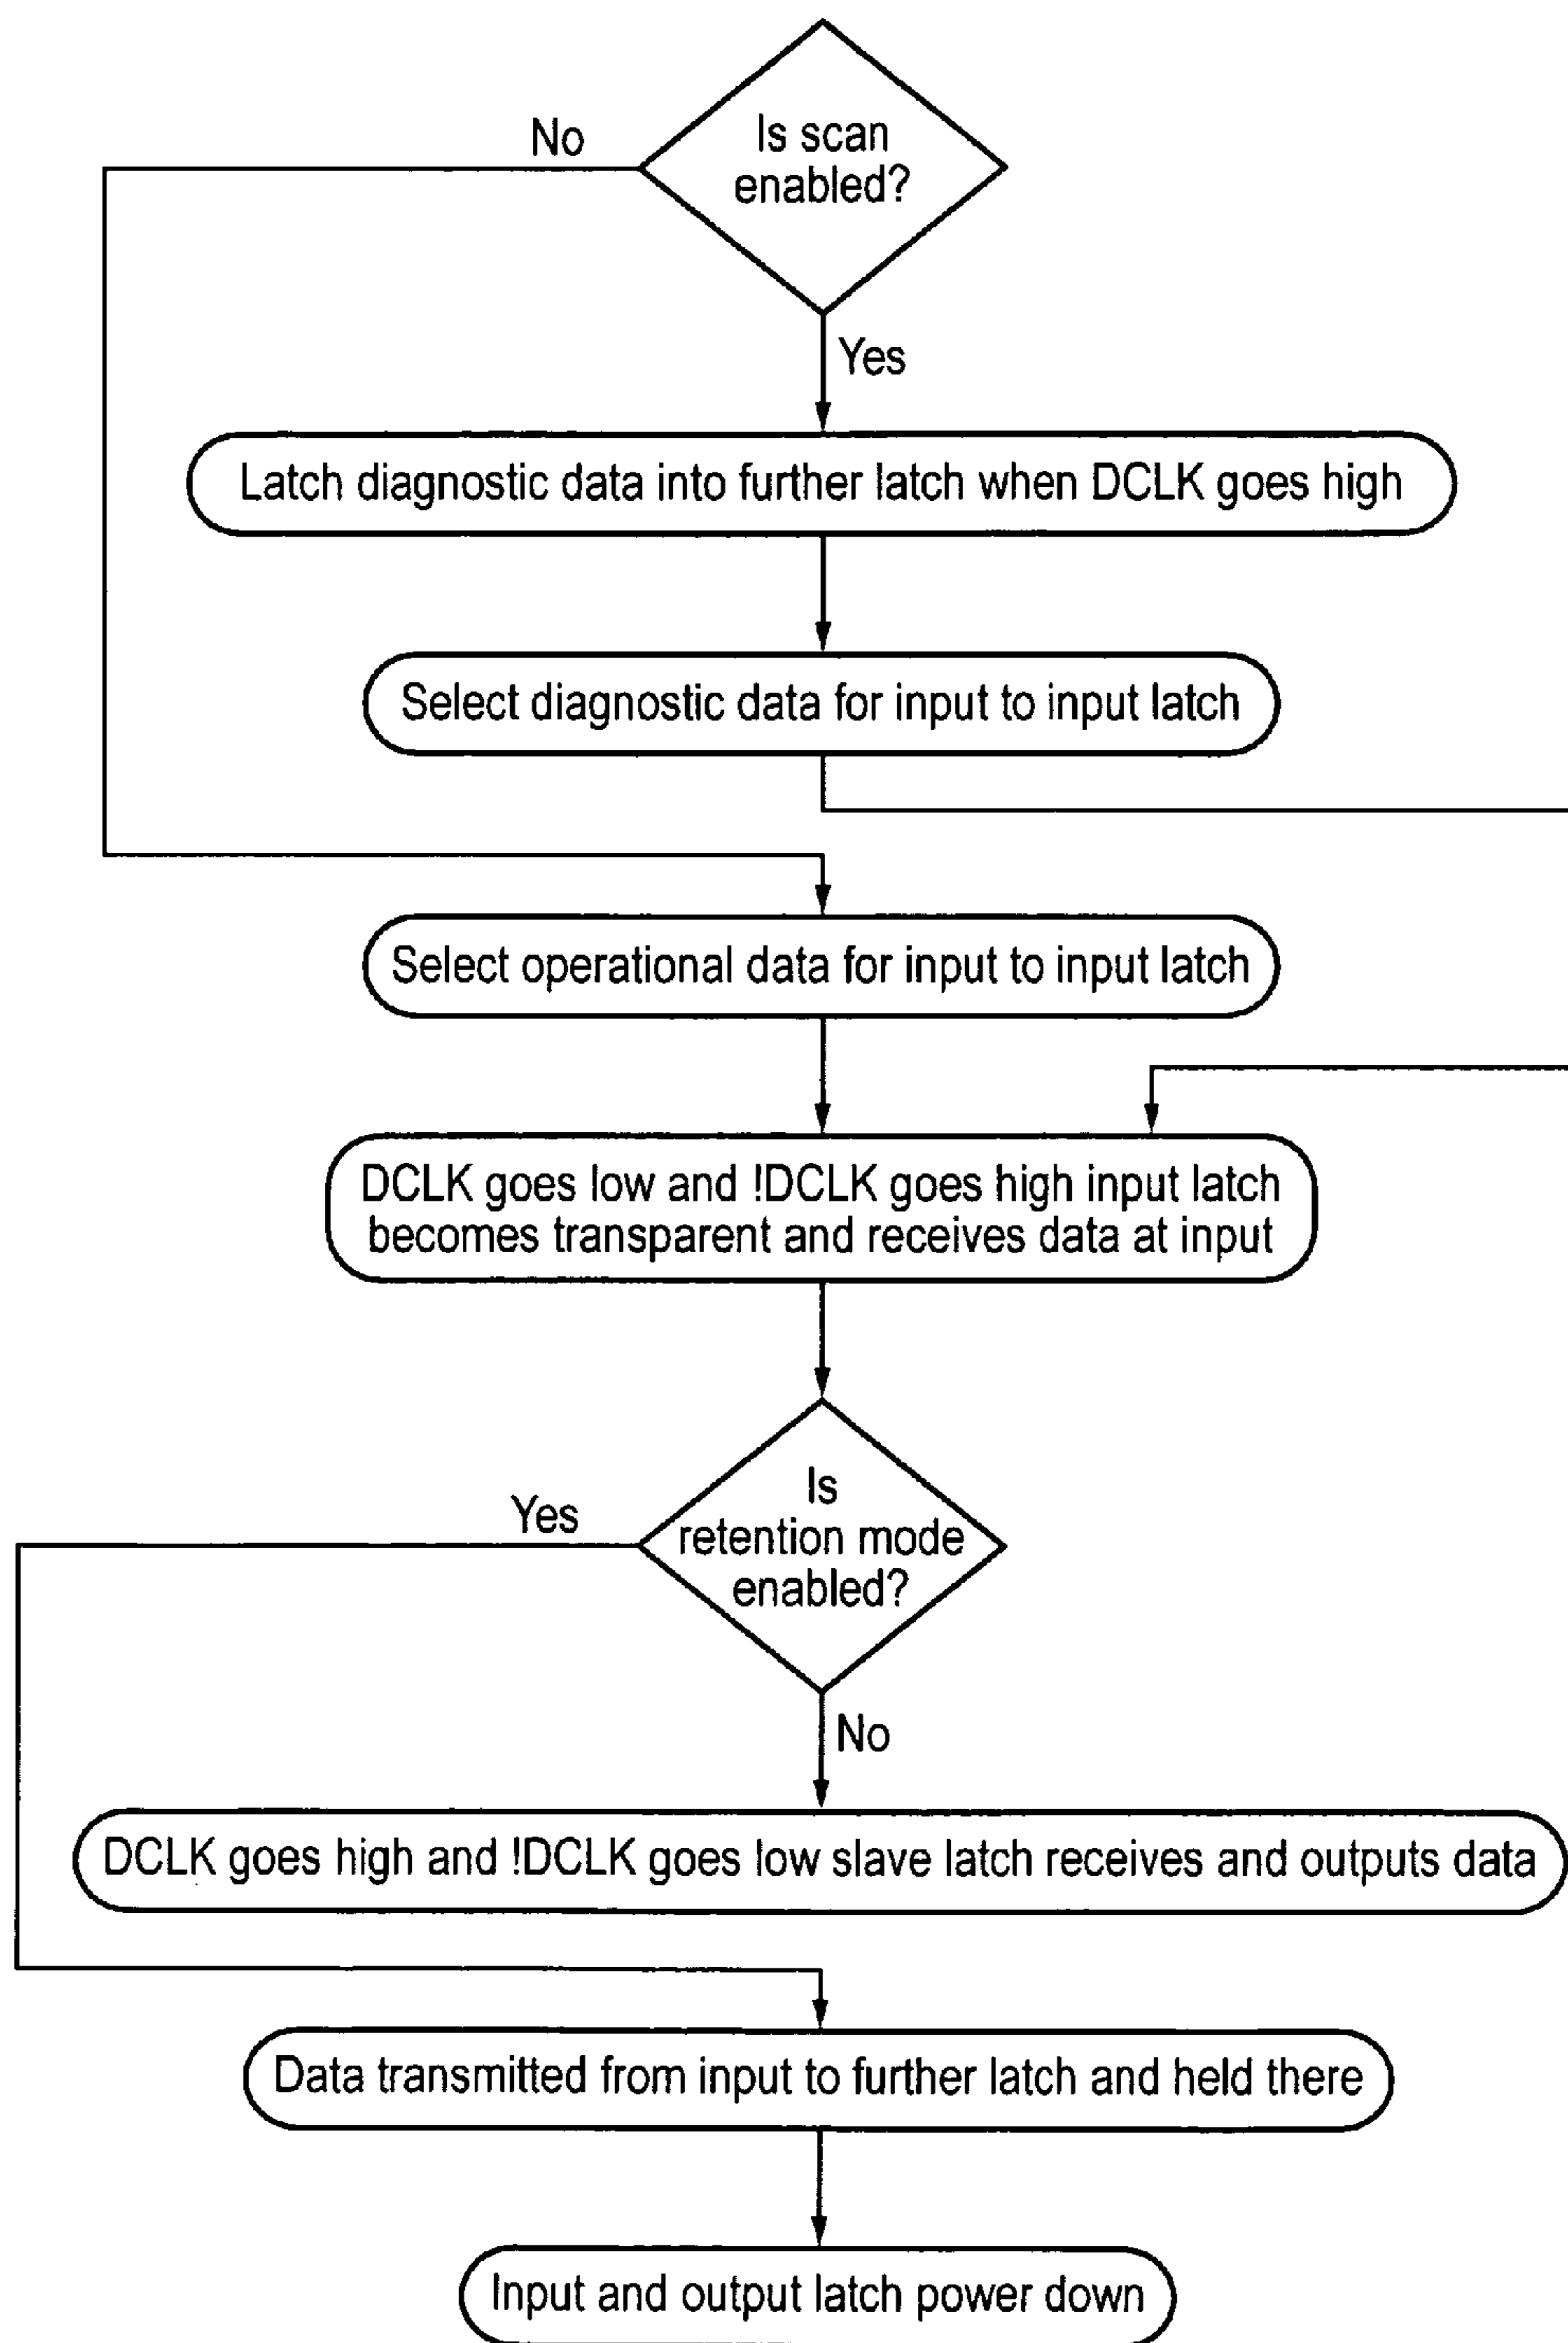 Is scan
enabled?
No
Yes
Latch diagnostic data into further latch when DCLK goes high
Select diagnostic data for input to input latch
Select operational data for input to input latch
DCLK goes low and !DCLK goes high input latch
becomes transparent and receives data at input
Is
retention mode
enabled?
Yes
No
DCLK goes high and !DCLK goes low slave latch receives and outputs data
Data transmitted from input to further latch and held there
Input and output latch power down